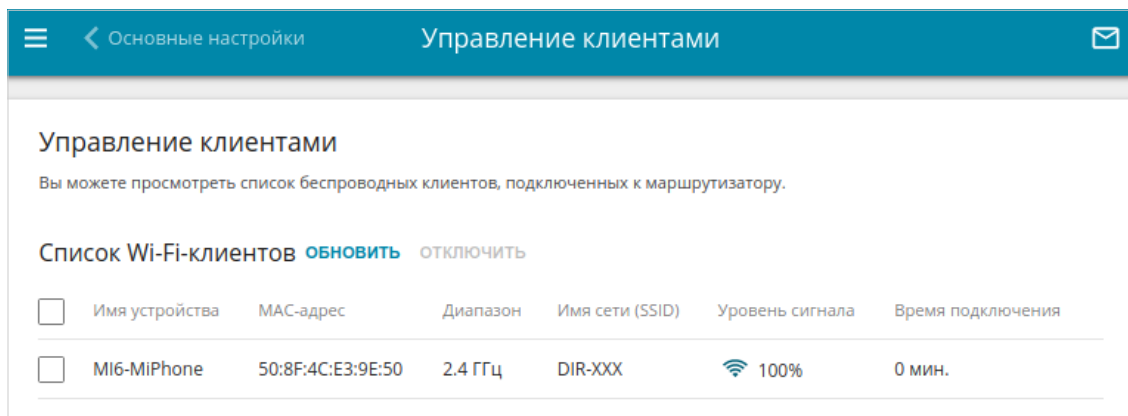 Основные настройки Управление клиентами
Управление клиентами
Вы можете просмотреть список беспроводных клиентов, подключенных к маршрутизатору.
Список Wi-Fi-клиентов ОБНОВИТЬ ОТКЛЮЧИТЬ
Имя устройства MAC-адрес Диапазон Имя сети (SSID) Уровень сигнала Время подключения
MI6-MiPhone 50:8F:4C:E3:9E:50 2.4 ГГц DIR-XXX 100% 0 мин.